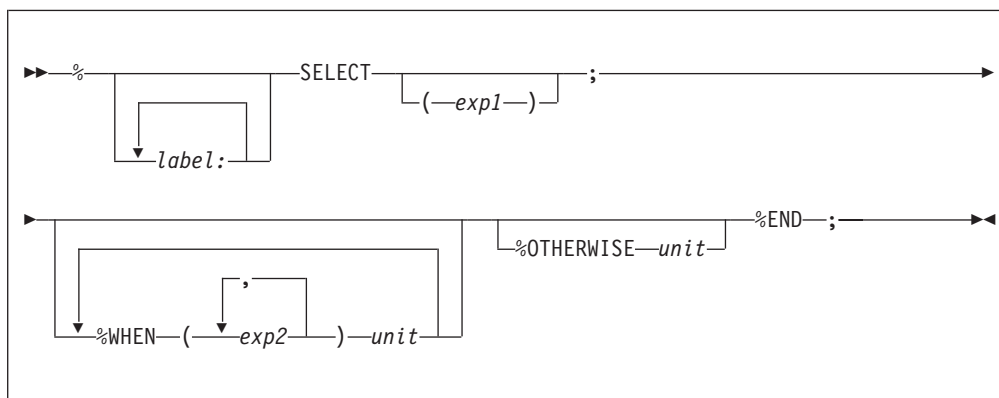 % SELECT ;
( exp1 )
label:
%END ;
%OTHERWISE unit
,
%WHEN ( exp2 ) unit